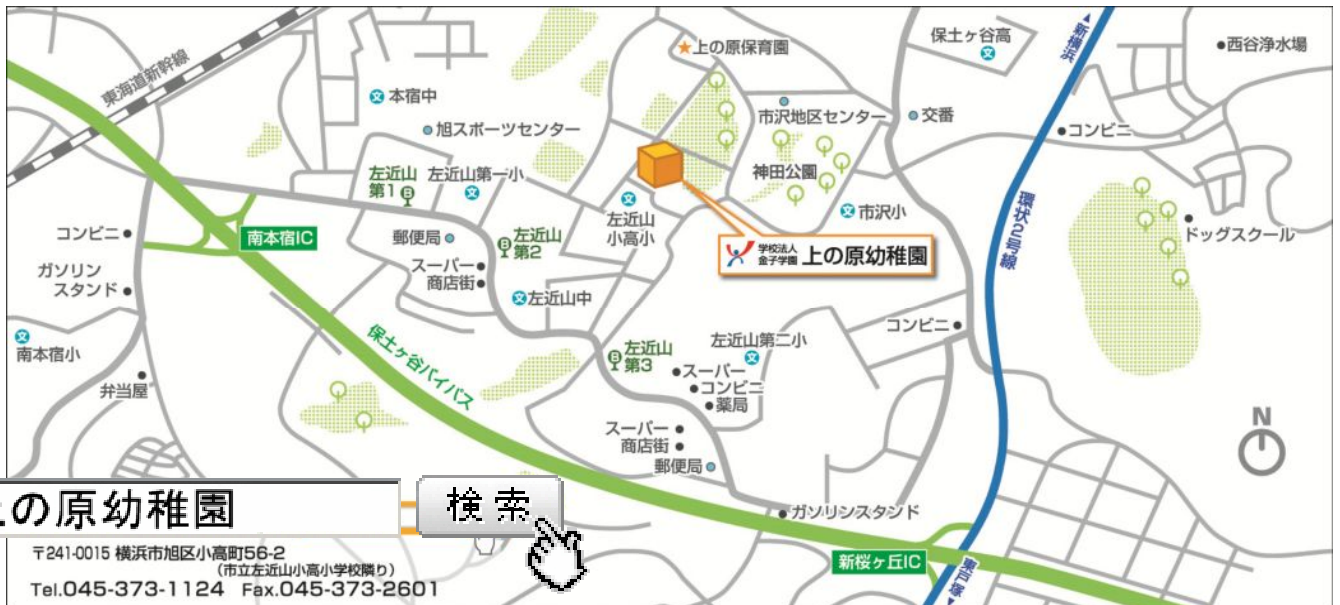 東海道新幹線
本宿中
旭スポーツセンター
★上の原保育園
保土ヶ谷高
▲新横浜
西谷浄水場
市沢地区センター
交番
コンビニ
左近山
第1
左近山第一小
左近山
小高小
神田公園
市沢小
環状2号線
ドッグスクール
コンビニ
南本宿IC
郵便局
左近山
第2
スーパー
商店街
左近山中
学校法人
金子学園
上の原幼稚園
ガソリン
スタンド
南本宿小
弁当屋
保土ヶ谷バイパス
左近山
第3
左近山第二小
スーパー
コンビニ
薬局
コンビニ
スーパー
商店街
郵便局
N
ガソリンスタンド
新桜ヶ丘IC
東戸塚▼
上の原幼稚園
検索
〒241-0015 横浜市旭区小高町56-2
(市立左近山小高小学校隣り)
Tel.045-373-1124 Fax.045-373-2601